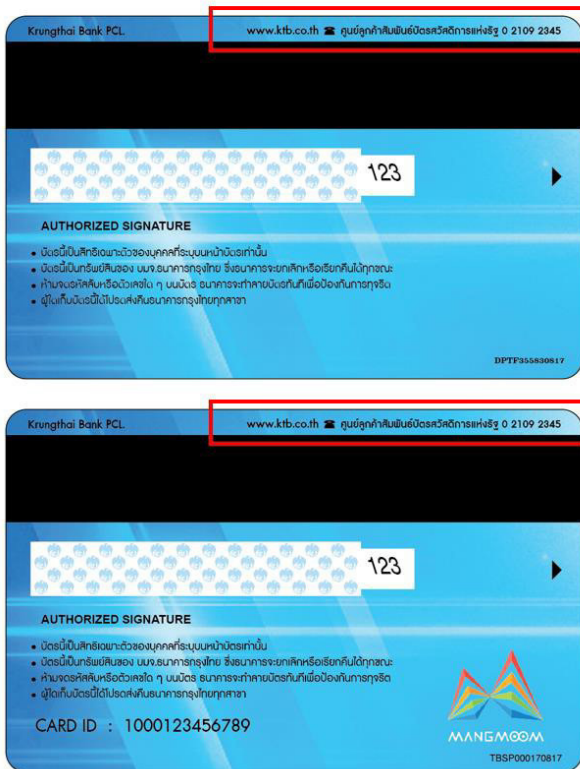 Krungthai Bank PCL. www.ktb.co.th ☎ ศูนย์ลูกค้าสัมพันธ์บัตรสวัสดิการแห่งรัฐ 0 2109 2345
123
AUTHORIZED SIGNATURE
• บัตรนี้เป็นสิทธิเฉพาะตัวของบุคคลที่ระบุบนหน้าบัตรเท่านั้น
• บัตรนี้เป็นทรัพย์สินของ บมจ.ธนาคารกรุงไทย ซึ่งธนาคารจะยกเลิกหรือเรียกคืนได้ทุกขณะ
• ห้ามจดรหัสลับหรือตัวเลขใด ๆ บนบัตร ธนาคารจะทำลายบัตรทันทีเพื่อป้องกันการทุจริต
• ผู้ใดเก็บบัตรนี้ได้โปรดส่งคืนธนาคารกรุงไทยทุกสาขา
DPTF355830817
Krungthai Bank PCL. www.ktb.co.th ☎ ศูนย์ลูกค้าสัมพันธ์บัตรสวัสดิการแห่งรัฐ 0 2109 2345
123
AUTHORIZED SIGNATURE
• บัตรนี้เป็นสิทธิเฉพาะตัวของบุคคลที่ระบุบนหน้าบัตรเท่านั้น
• บัตรนี้เป็นทรัพย์สินของ บมจ.ธนาคารกรุงไทย ซึ่งธนาคารจะยกเลิกหรือเรียกคืนได้ทุกขณะ
• ห้ามจดรหัสลับหรือตัวเลขใด ๆ บนบัตร ธนาคารจะทำลายบัตรทันทีเพื่อป้องกันการทุจริต
• ผู้ใดเก็บบัตรนี้ได้โปรดส่งคืนธนาคารกรุงไทยทุกสาขา
CARD ID : 1000123456789
MANGMOOM
TBSP000170817